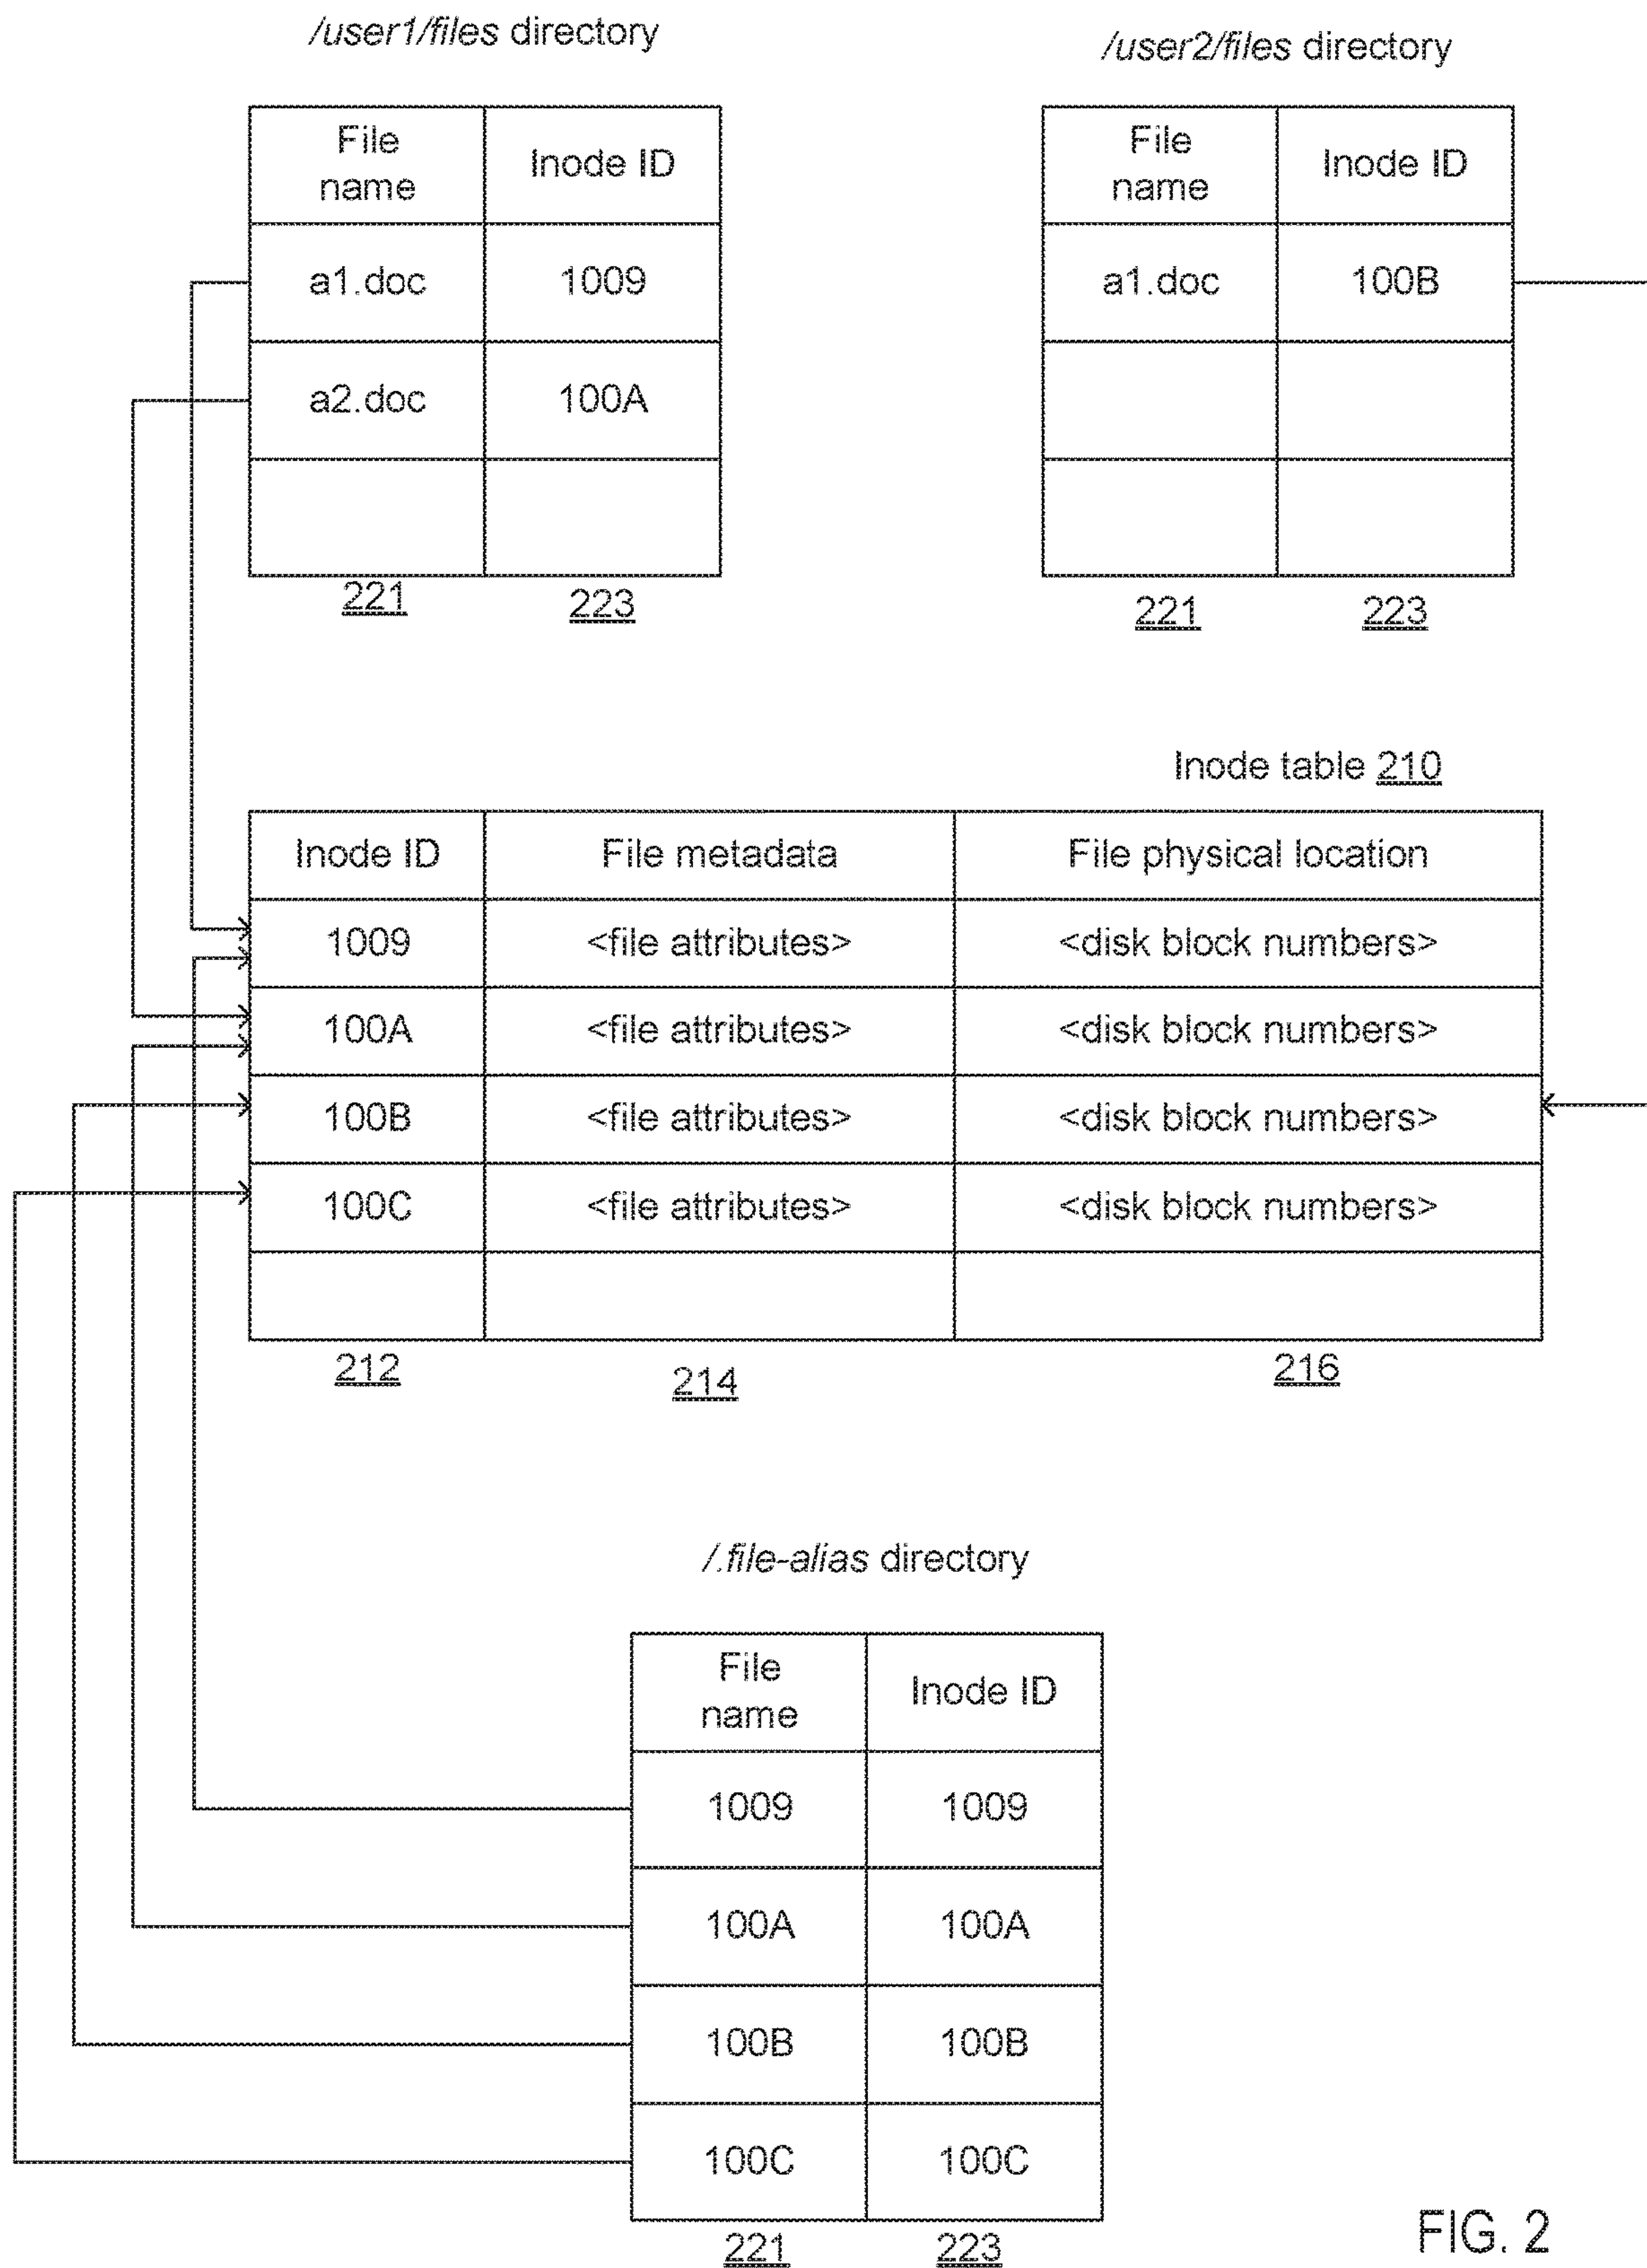 /user1/files directory
/user2/files directory
File name Inode ID
a1.doc 1009
a2.doc 100A
221 223
File name Inode ID
a1.doc 100B
221 223
Inode table 210
Inode ID File metadata File physical location
1009 <file attributes> <disk block numbers>
100A <file attributes> <disk block numbers>
100B <file attributes> <disk block numbers>
100C <file attributes> <disk block numbers>
212 214 216
/.file-alias directory
File name Inode ID
1009 1009
100A 100A
100B 100B
100C 100C
221 223
FIG. 2